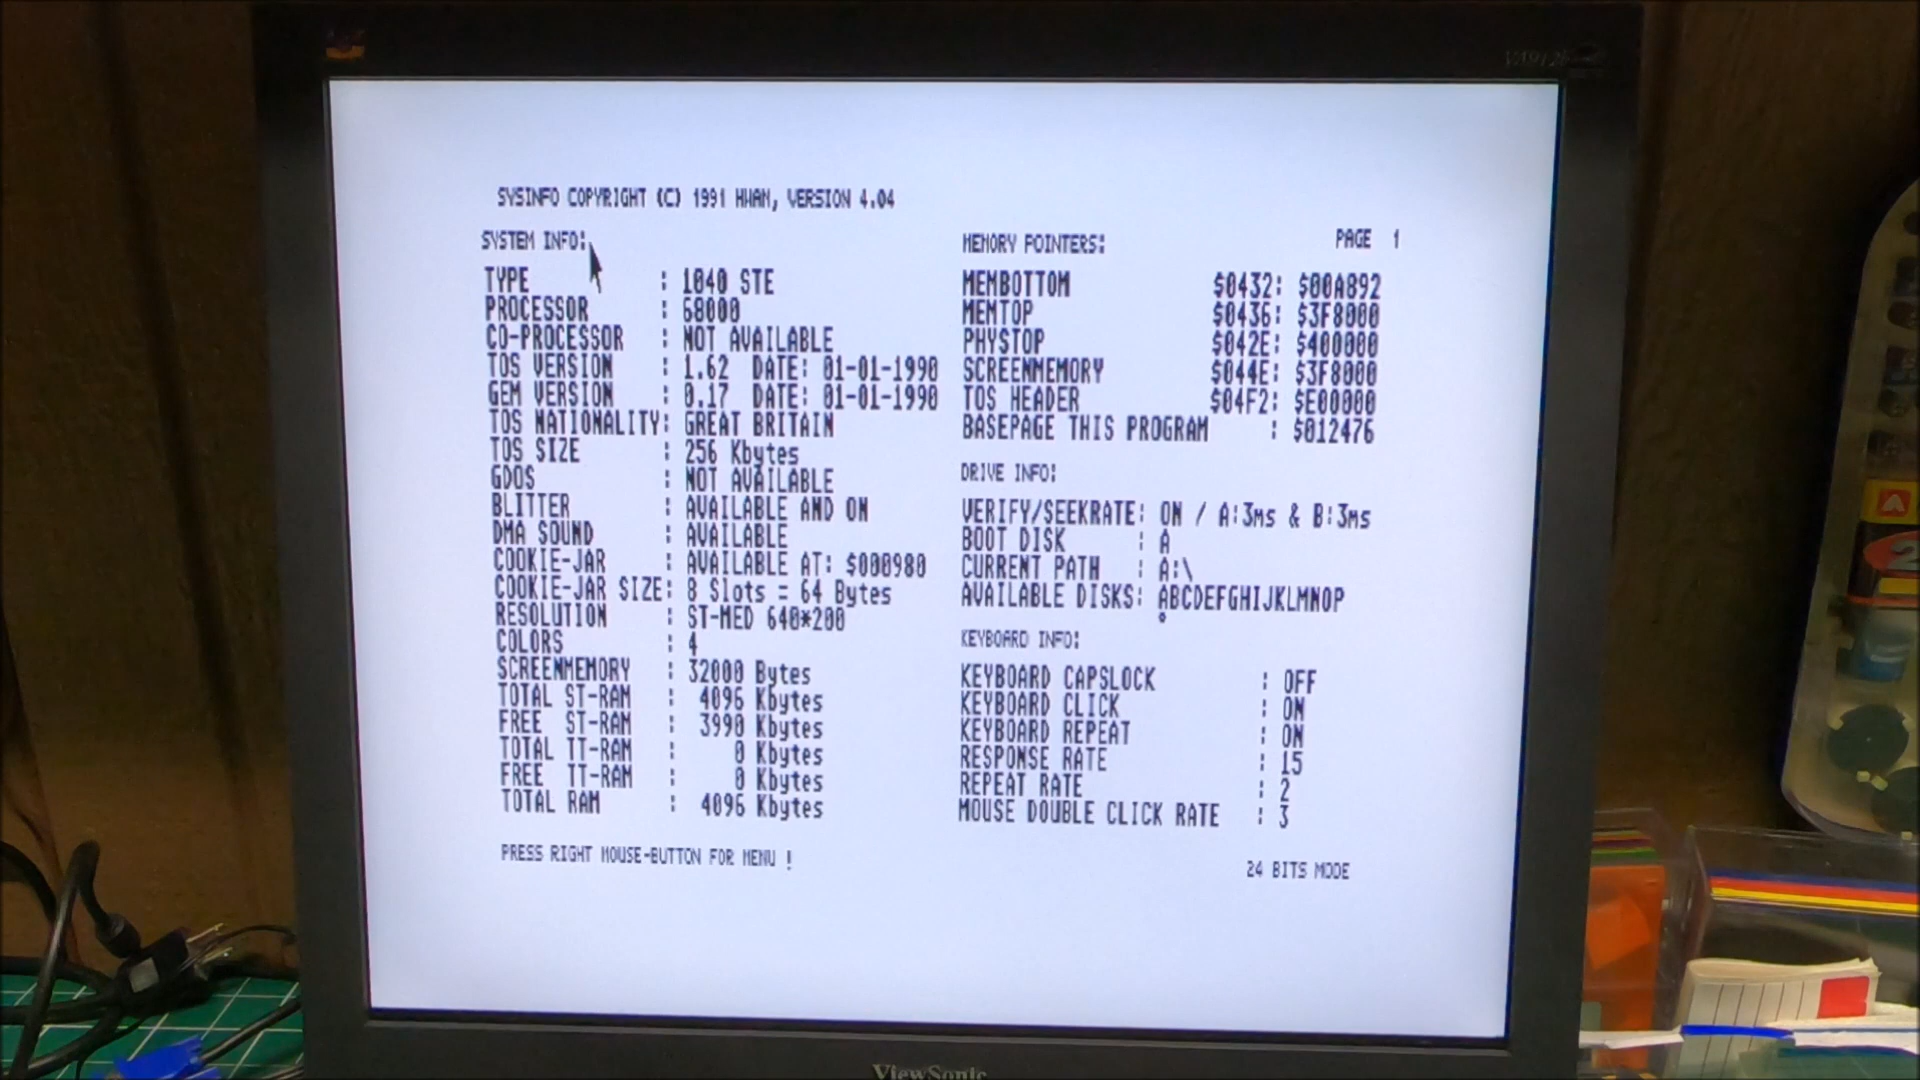 SYSINFO COPYRIGHT (C) 1991 HWAN, VERSION 4.04
PAGE 1
SYSTEM INFO:
TYPE : 1040 STE
PROCESSOR : 68000
CO-PROCESSOR : NOT AVAILABLE
TOS VERSION : 1.62 DATE: 01-01-1990
GEM VERSION : 0.17 DATE: 01-01-1990
TOS NATIONALITY: GREAT BRITAIN
TOS SIZE : 256 Kbytes
GDOS : NOT AVAILABLE
BLITTER : AVAILABLE AND ON
DMA SOUND : AVAILABLE
COOKIE-JAR : AVAILABLE AT: $000980
COOKIE-JAR SIZE: 8 Slots = 64 Bytes
RESOLUTION : ST-MED 640*200
COLORS : 4
SCREENMEMORY : 32000 Bytes
TOTAL ST-RAM : 4096 Kbytes
FREE ST-RAM : 3990 Kbytes
TOTAL TT-RAM : 0 Kbytes
FREE TT-RAM : 0 Kbytes
TOTAL RAM : 4096 Kbytes
PRESS RIGHT MOUSE-BUTTON FOR MENU !
MEMORY POINTERS:
MEMBOTTOM $0432: $00A892
MEMTOP $0436: $3F8000
PHYSTOP $042E: $400000
SCREENMEMORY $044E: $3F8000
TOS HEADER $04F2: $E00000
BASEPAGE THIS PROGRAM : $012476
DRIVE INFO:
VERIFY/SEEKRATE: ON / A:3ms & B:3ms
BOOT DISK : A
CURRENT PATH : A:\
AVAILABLE DISKS: ABCDEFGHIJKLMNOP
KEYBOARD INFO:
KEYBOARD CAPSLOCK : OFF
KEYBOARD CLICK : ON
KEYBOARD REPEAT : ON
RESPONSE RATE : 15
REPEAT RATE : 2
MOUSE DOUBLE CLICK RATE : 3
24 BITS MODE
ViewSonic